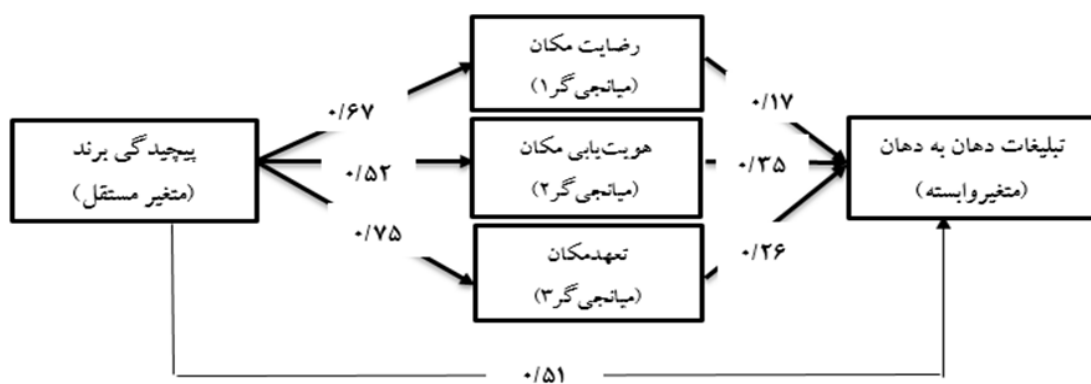 رضایت مکان
(میانجی‌گر۱)
۰/۶۷
۰/۱۷
پیچیدگی برند
(متغیر مستقل)
هویت‌یابی مکان
(میانجی‌گر۲)
تبلیغات دهان به دهان
(متغیروابسته)
۰/۵۲
۰/۳۵
۰/۷۵
تعهدمکان
(میانجی‌گر۳)
۰/۲۶
۰/۵۱